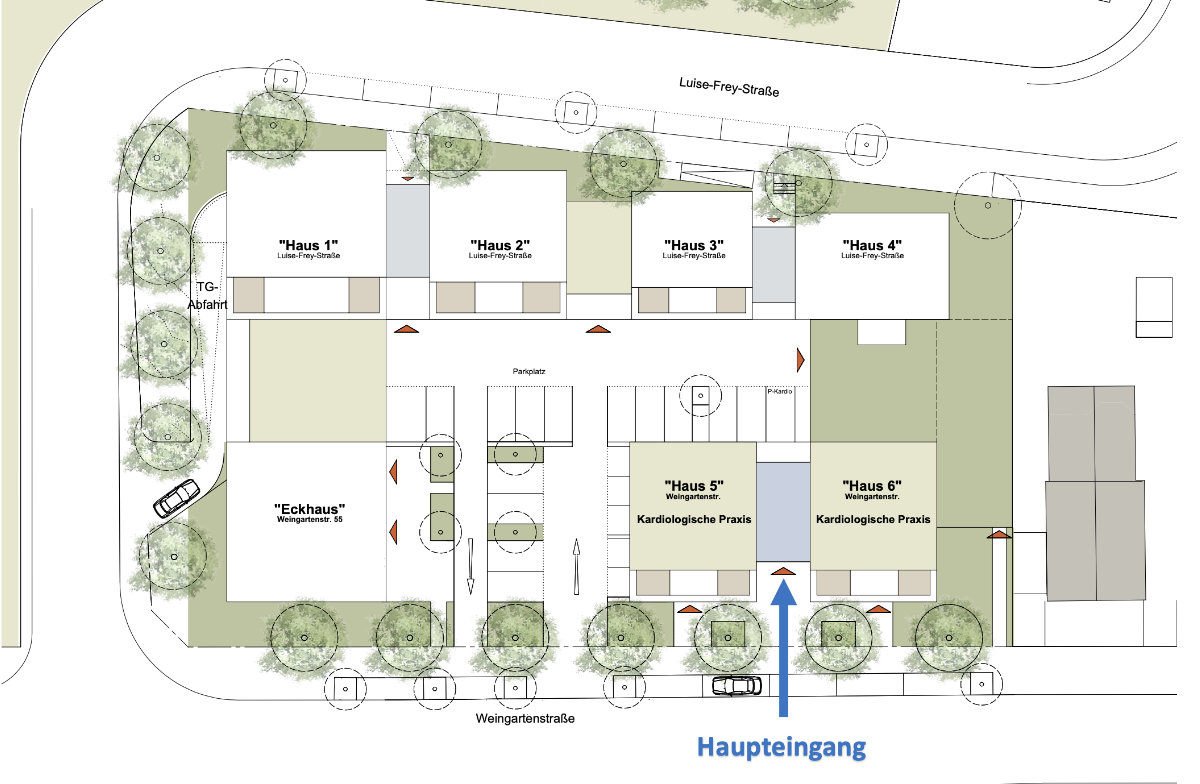 Luise-Frey-Straße
"Haus 1"
Luise-Frey-Straße
"Haus 2"
Luise-Frey-Straße
"Haus 3"
Luise-Frey-Straße
"Haus 4"
Luise-Frey-Straße
TG-
Abfahrt
Parkplatz
P-Kardio
"Eckhaus"
Weingartenstr. 55
"Haus 5"
Weingartenstr.
Kardiologische Praxis
"Haus 6"
Weingartenstr.
Kardiologische Praxis
Weingartenstraße
Haupteingang